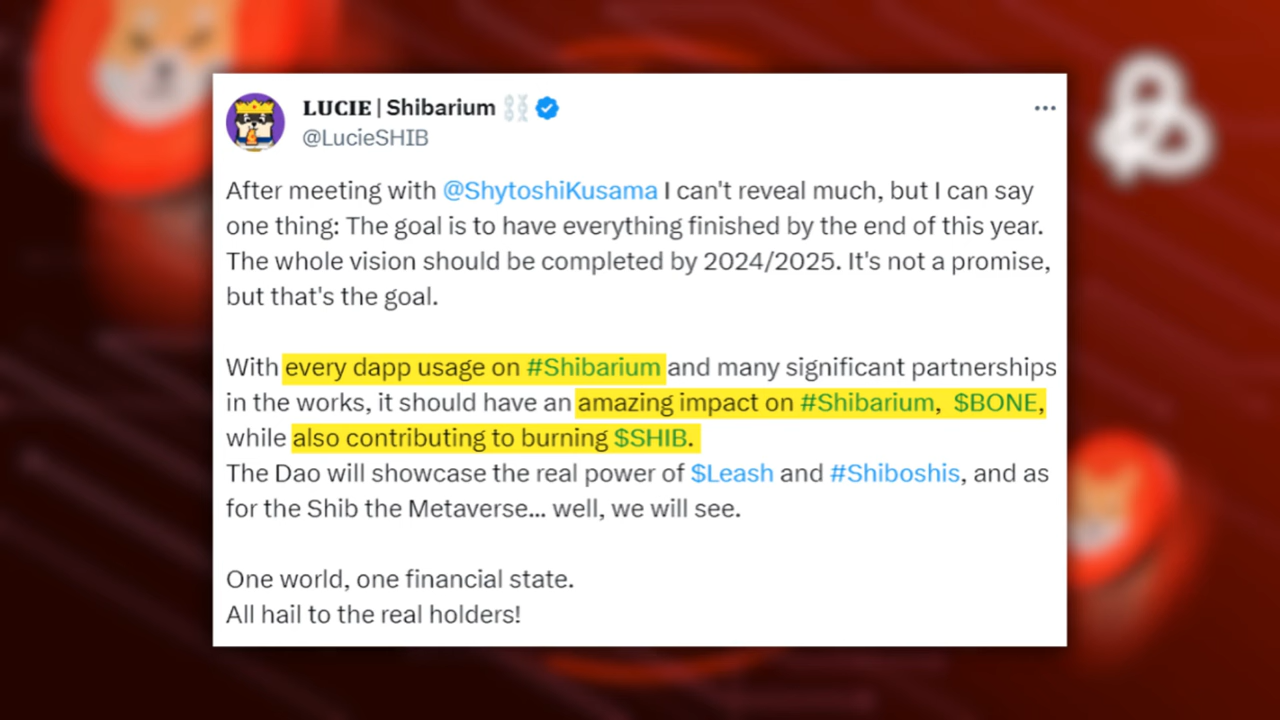 LUCIE | Shibarium
@LucieSHIB
After meeting with @ShytoshiKusama I can't reveal much, but I can say
one thing: The goal is to have everything finished by the end of this year.
The whole vision should be completed by 2024/2025. It's not a promise,
but that's the goal.
With every dapp usage on #Shibarium and many significant partnerships
in the works, it should have an amazing impact on #Shibarium, $BONE,
while also contributing to burning $SHIB.
The Dao will showcase the real power of $Leash and #Shiboshis, and as
for the Shib the Metaverse... well, we will see.
One world, one financial state.
All hail to the real holders!